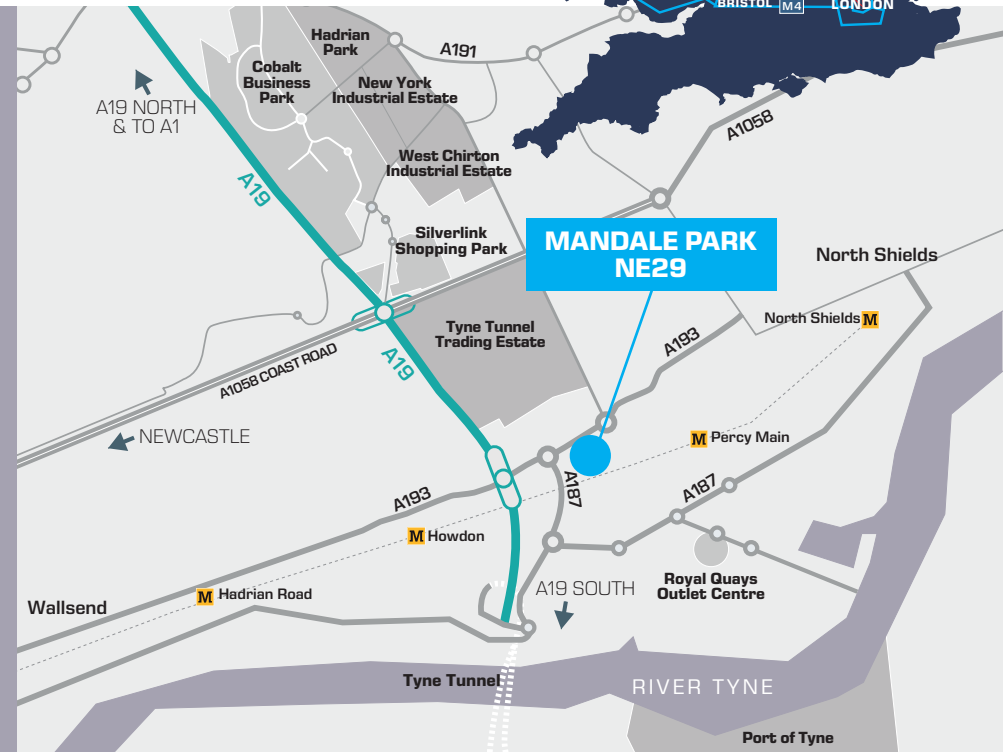 BRISTOL M4 LONDON
Hadrian
Park
A191
Cobalt
Business
Park
New York
Industrial Estate
A19 NORTH
& TO A1
A1058
West Chirton
Industrial Estate
A19
Silverlink
Shopping Park
MANDALE PARK
NE29
North Shields
North Shields M
Tyne Tunnel
Trading Estate
A193
A19
A1058 COAST ROAD
NEWCASTLE
M Percy Main
A187
A187
A193
M Howdon
A19 SOUTH
Royal Quays
Outlet Centre
M Hadrian Road
Wallsend
Tyne Tunnel
RIVER TYNE
Port of Tyne